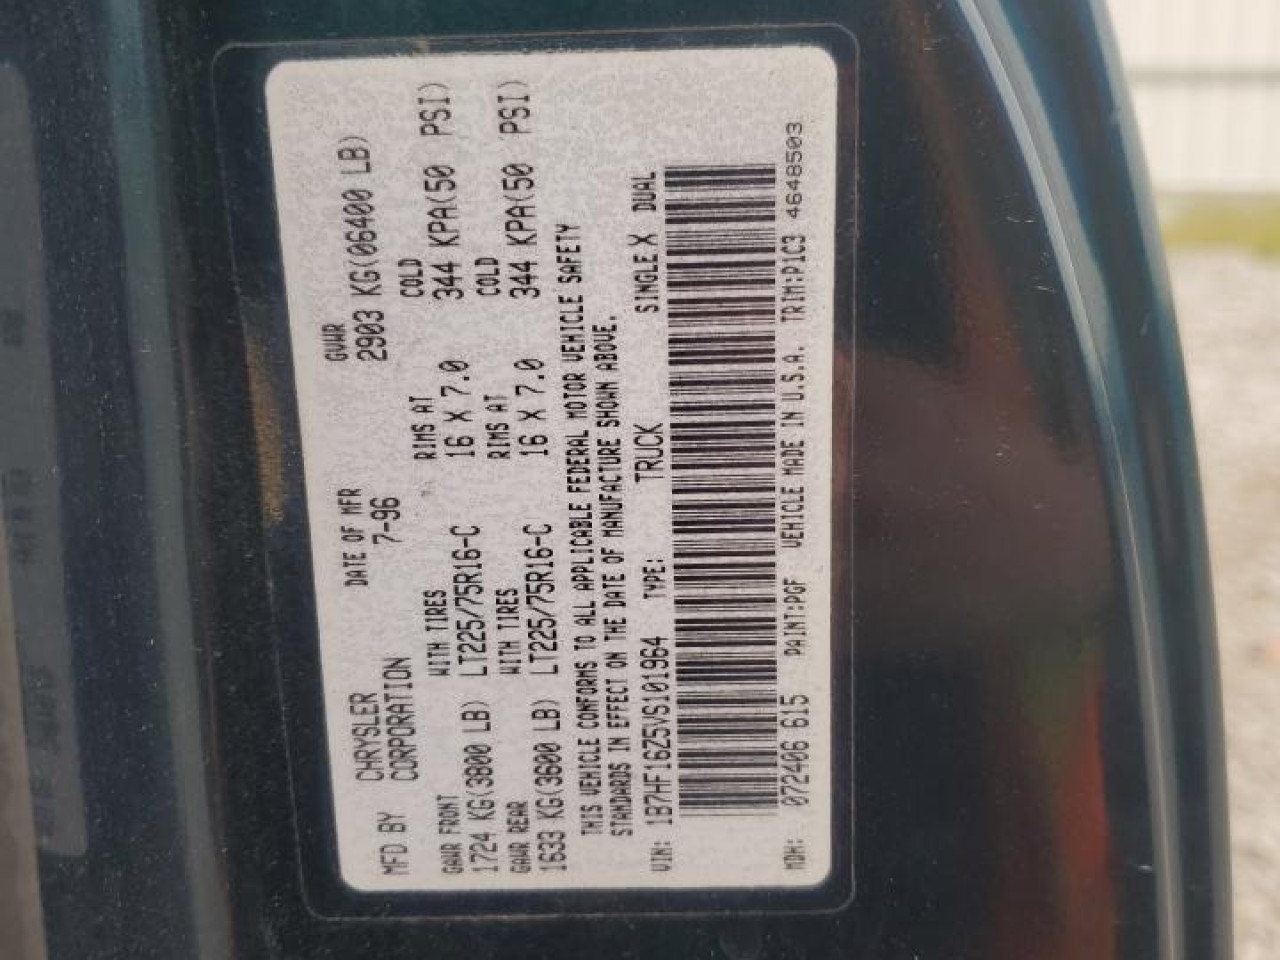 MFD BY CHRYSLER CORPORATION DATE OF MFR 7-96 GVWR 2903 KG(06400 LB)
GAWR FRONT WITH TIRES RIMS AT COLD
1724 KG(3800 LB) LT225/75R16-C 16 X 7.0 344 KPA(50 PSI)
GAWR REAR WITH TIRES RIMS AT COLD
1633 KG(3600 LB) LT225/75R16-C 16 X 7.0 344 KPA(50 PSI)
THIS VEHICLE CONFORMS TO ALL APPLICABLE FEDERAL MOTOR VEHICLE SAFETY
STANDARDS IN EFFECT ON THE DATE OF MANUFACTURE SHOWN ABOVE.
VIN: 1B7HF16Z5VS101964 TYPE: TRUCK SINGLE X DUAL
MDH: 072406 615 PAINT:PGF VEHICLE MADE IN U.S.A. TRIM:P1C3 4648503